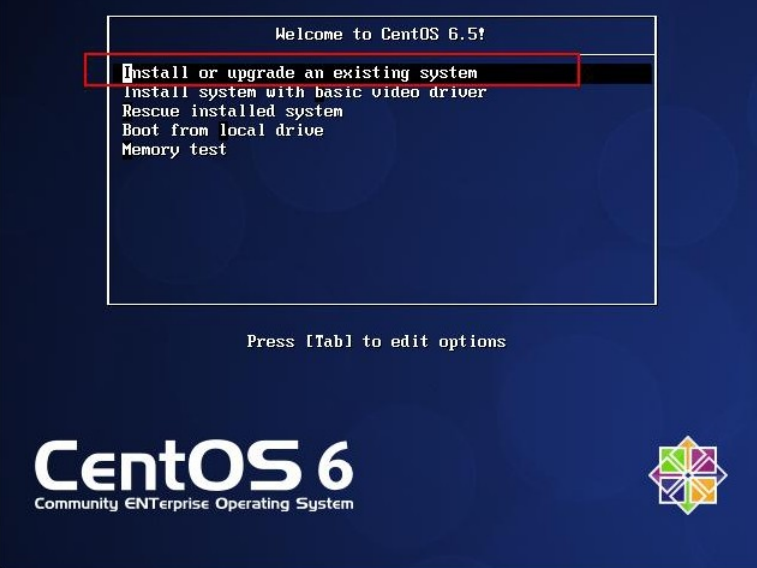 Welcome to CentOS 6.5!
Install or upgrade an existing system
Install system with basic video driver
Rescue installed system
Boot from local drive
Memory test
Press [Tab] to edit options
CentOS 6
Community ENTerprise Operating System